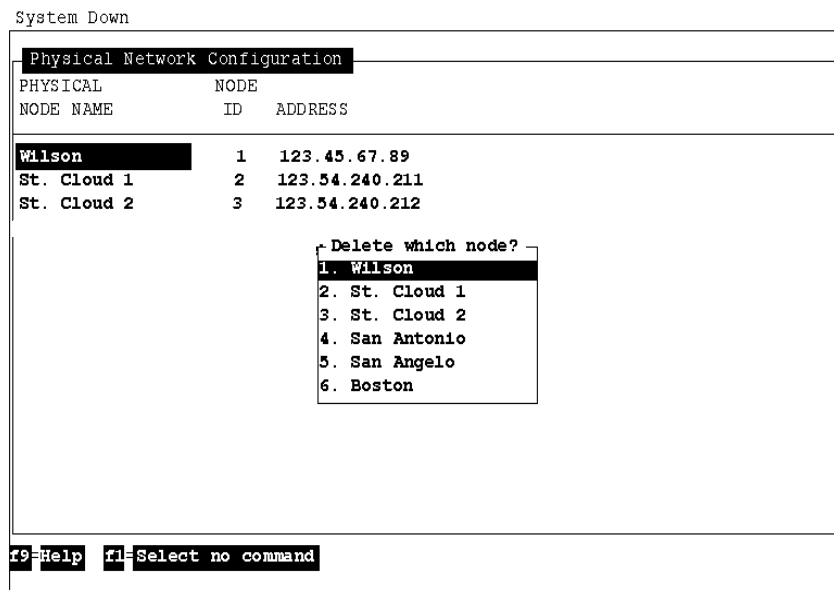 System Down
Physical Network Configuration
PHYSICAL NODE
NODE NAME ID ADDRESS
Wilson 1 123.45.67.89
St. Cloud 1 2 123.54.240.211
St. Cloud 2 3 123.54.240.212
Delete which node?
1. Wilson
2. St. Cloud 1
3. St. Cloud 2
4. San Antonio
5. San Angelo
6. Boston
f9=Help f1=Select no command